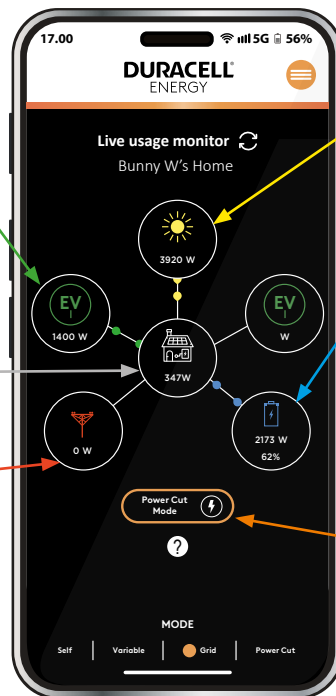 17.00 5G 56%
DURACELL
ENERGY
Live usage monitor
Bunny W's Home
3920 W
EV
1400 W
EV
W
347W
0 W
2173 W
62%
Power Cut
Mode
?
MODE
Self Variable Grid Power Cut